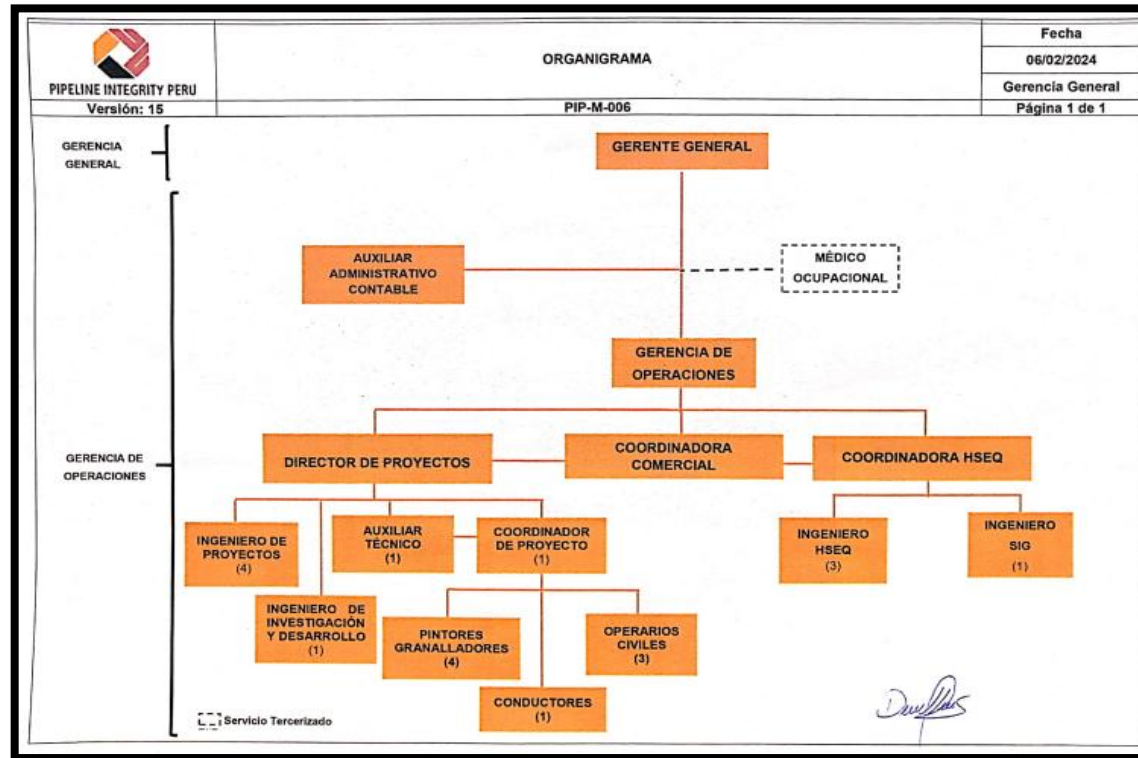 PIPELINE INTEGRITY PERU
Versión: 15
ORGANIGRAMA
PIP-M-006
Fecha
06/02/2024
Gerencia General
Página 1 de 1
GERENCIA
GENERAL
GERENTE GENERAL
AUXILIAR
ADMINISTRATIVO
CONTABLE
MÉDICO
OCUPACIONAL
GERENCIA DE
OPERACIONES
GERENCIA DE
OPERACIONES
DIRECTOR DE PROYECTOS
COORDINADORA
COMERCIAL
COORDINADORA HSEQ
INGENIERO DE
PROYECTOS
(4)
AUXILIAR
TÉCNICO
(1)
COORDINADOR
DE PROYECTO
(1)
INGENIERO
HSEQ
(3)
INGENIERO
SIG
(1)
INGENIERO DE
INVESTIGACIÓN
Y DESARROLLO
(1)
PINTORES
GRANALLADORES
(4)
OPERARIOS
CIVILES
(3)
CONDUCTORES
(1)
Servicio Tercerizado